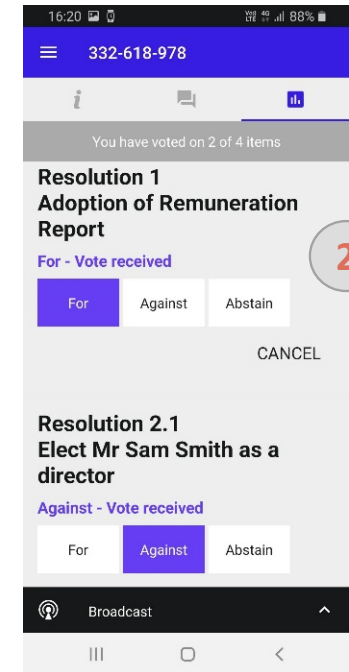 16:20 88%
332-618-978
i
You have voted on 2 of 4 items
Resolution 1
Adoption of Remuneration
Report
For - Vote received
2
For Against Abstain
CANCEL
Resolution 2.1
Elect Mr Sam Smith as a
director
Against - Vote received
For Against Abstain
Broadcast